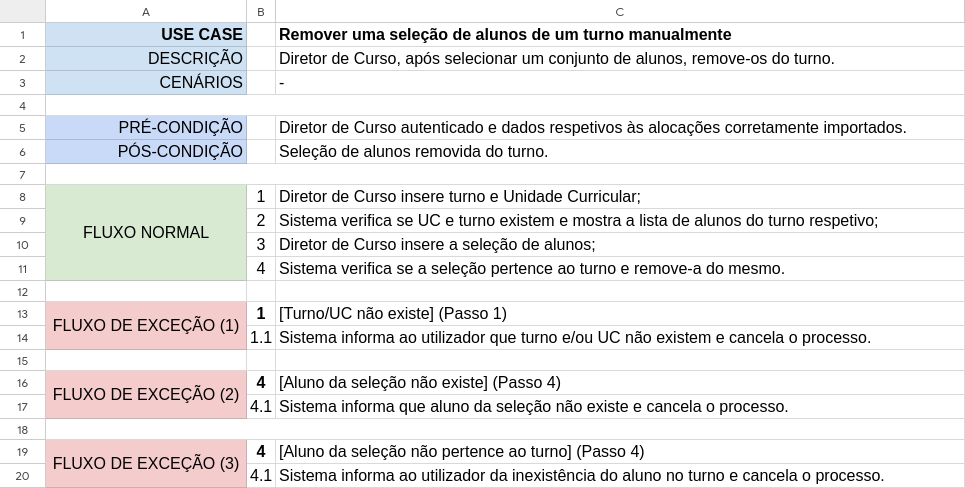 A B C
1 USE CASE Remover uma seleção de alunos de um turno manualmente
2 DESCRIÇÃO Diretor de Curso, após selecionar um conjunto de alunos, remove-os do turno.
3 CENÁRIOS -
4
5 PRÉ-CONDIÇÃO Diretor de Curso autenticado e dados respetivos às alocações corretamente importados.
6 PÓS-CONDIÇÃO Seleção de alunos removida do turno.
7
8 1 Diretor de Curso insere turno e Unidade Curricular;
9 2 Sistema verifica se UC e turno existem e mostra a lista de alunos do turno respetivo;
FLUXO NORMAL
10 3 Diretor de Curso insere a seleção de alunos;
11 4 Sistema verifica se a seleção pertence ao turno e remove-a do mesmo.
12
13 1 [Turno/UC não existe] (Passo 1)
FLUXO DE EXCEÇÃO (1)
14 1.1 Sistema informa ao utilizador que turno e/ou UC não existem e cancela o processo.
15
16 4 [Aluno da seleção não existe] (Passo 4)
FLUXO DE EXCEÇÃO (2)
17 4.1 Sistema informa que aluno da seleção não existe e cancela o processo.
18
19 4 [Aluno da seleção não pertence ao turno] (Passo 4)
FLUXO DE EXCEÇÃO (3)
20 4.1 Sistema informa ao utilizador da inexistência do aluno no turno e cancela o processo.